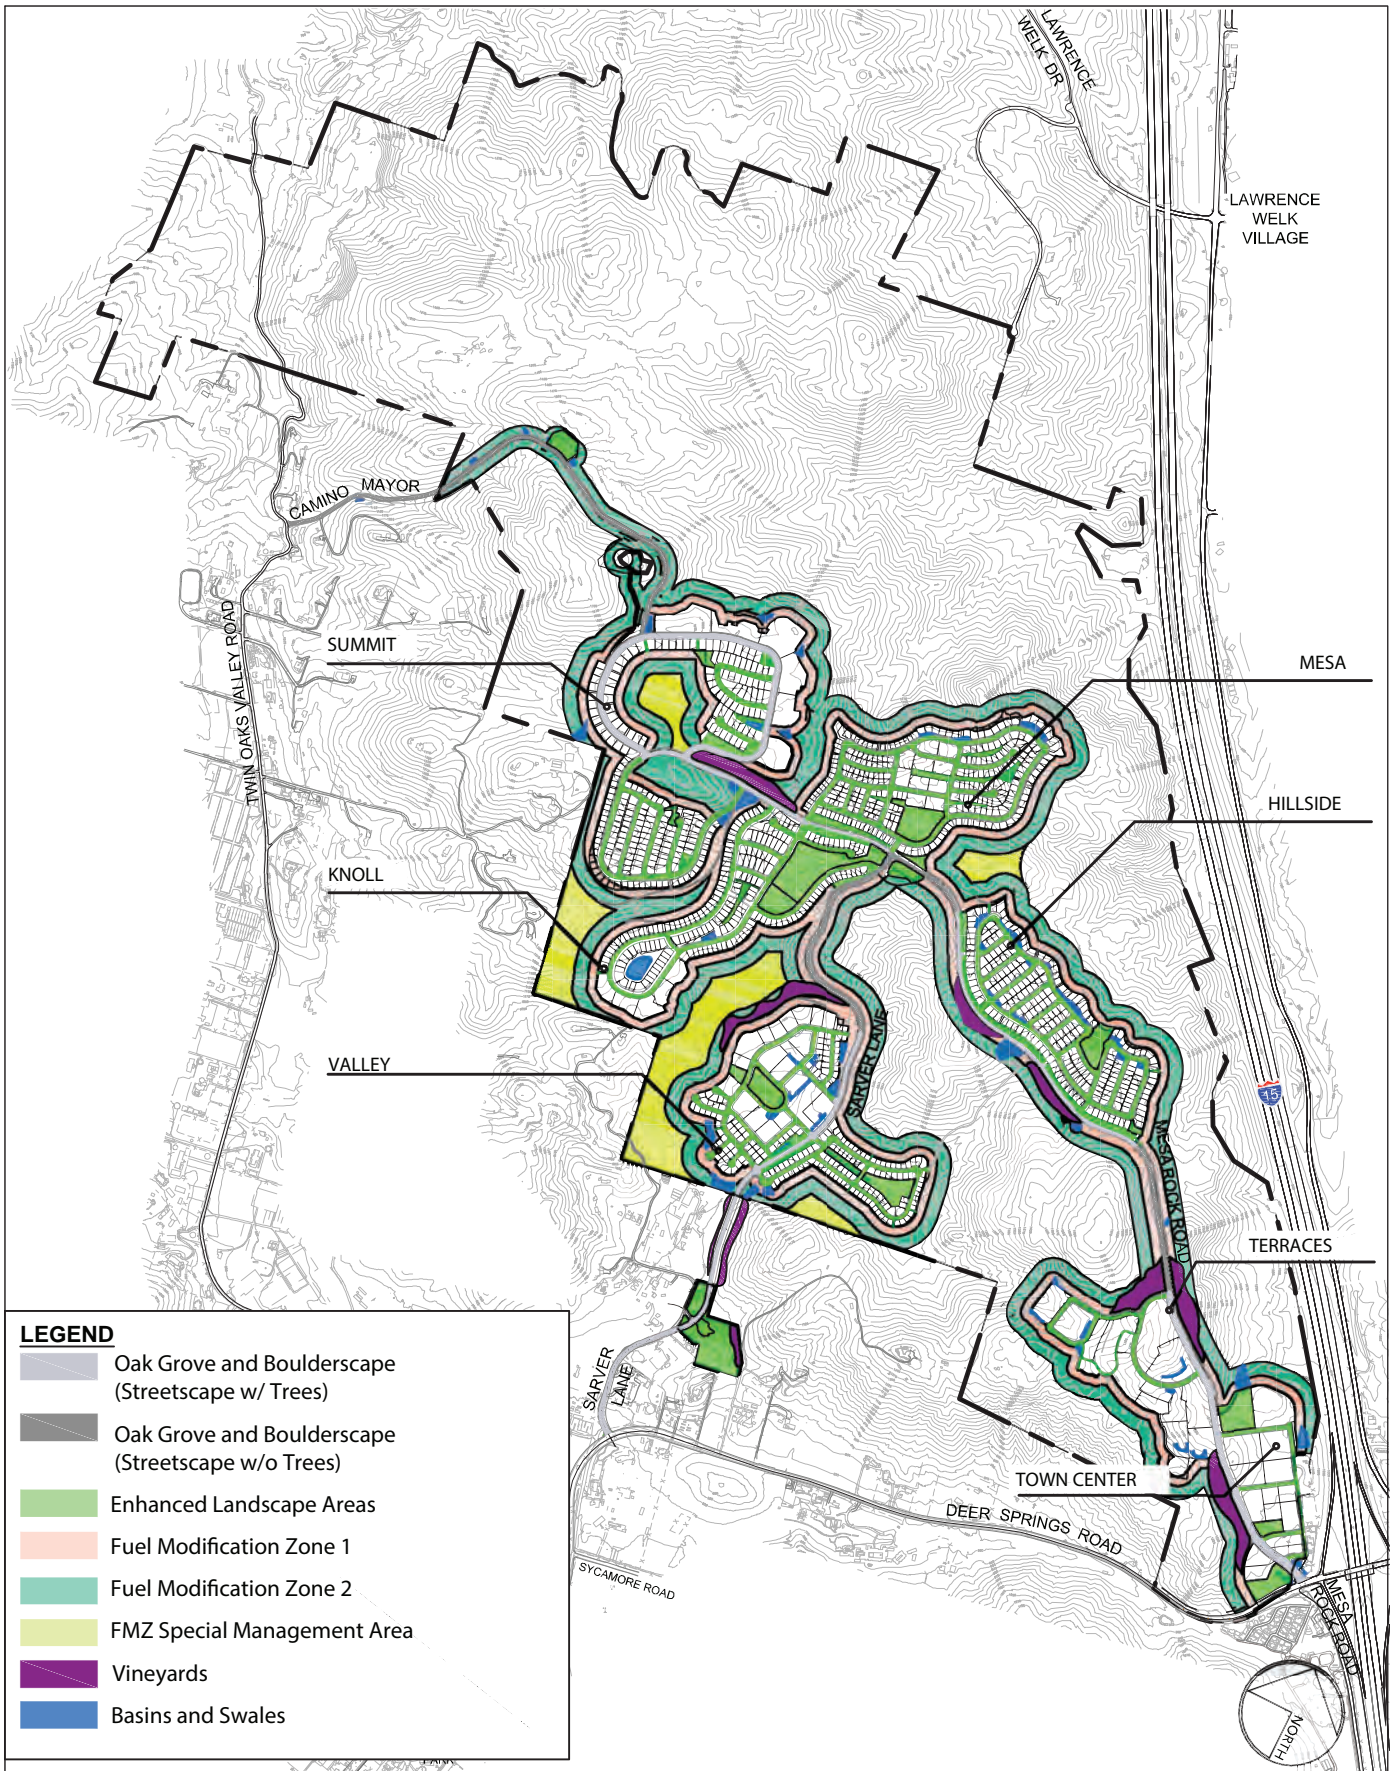 LAWRENCE
WELK DR
LAWRENCE
WELK
VILLAGE
CAMINO MAYOR
TWIN OAKS VALLEY ROAD
SUMMIT
MESA
HILLSIDE
KNOLL
VALLEY
SARVER LANE
15
MESA ROCK ROAD
TERRACES
SARVER
LANE
TOWN CENTER
DEER SPRINGS ROAD
SYCAMORE ROAD
MESA
ROCK ROAD
NORTH
LEGEND
Oak Grove and Boulderscape
(Streetscape w/ Trees)
Oak Grove and Boulderscape
(Streetscape w/o Trees)
Enhanced Landscape Areas
Fuel Modification Zone 1
Fuel Modification Zone 2
FMZ Special Management Area
Vineyards
Basins and Swales